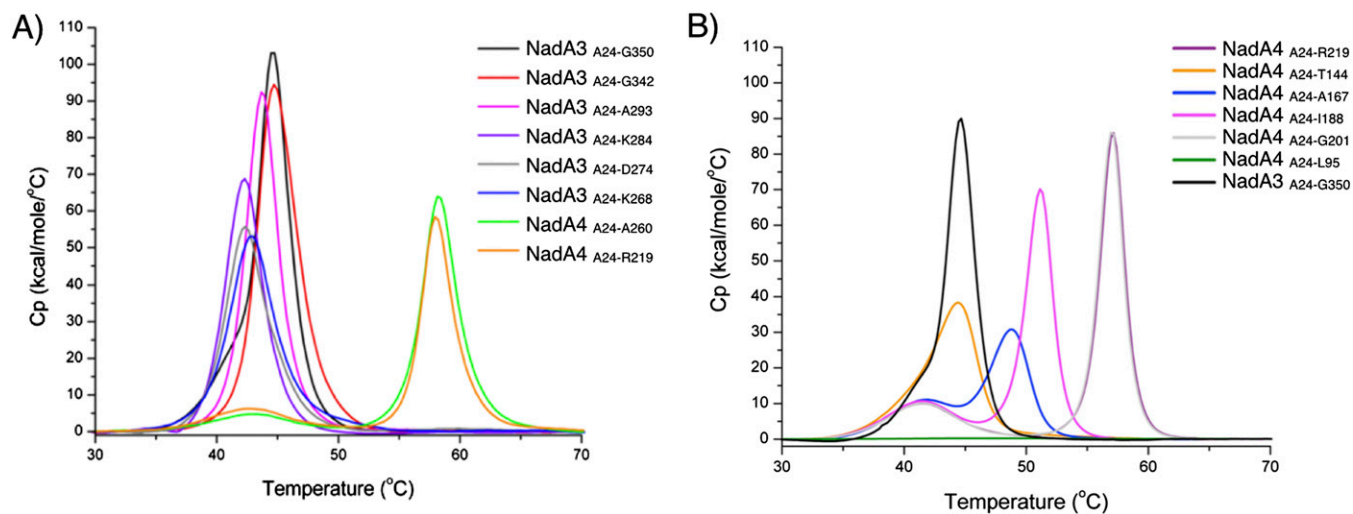 A)
110
100
90
80
70
60
50
40
30
20
10
0
Cp (kcal/mole/°C)
30 40 50 60 70
Temperature (°C)
NadA3 A24-G350
NadA3 A24-G342
NadA3 A24-A293
NadA3 A24-K284
NadA3 A24-D274
NadA3 A24-K268
NadA4 A24-A260
NadA4 A24-R219
B)
110
100
90
80
70
60
50
40
30
20
10
0
Cp (kcal/mole/°C)
30 40 50 60 70
Temperature (°C)
NadA4 A24-R219
NadA4 A24-T144
NadA4 A24-A167
NadA4 A24-I188
NadA4 A24-G201
NadA4 A24-L95
NadA3 A24-G350